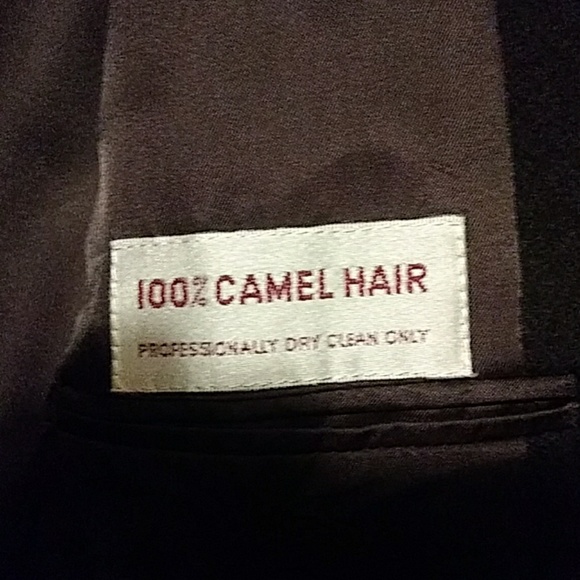 100% CAMEL HAIR
PROFESSIONALLY DRY CLEAN ONLY